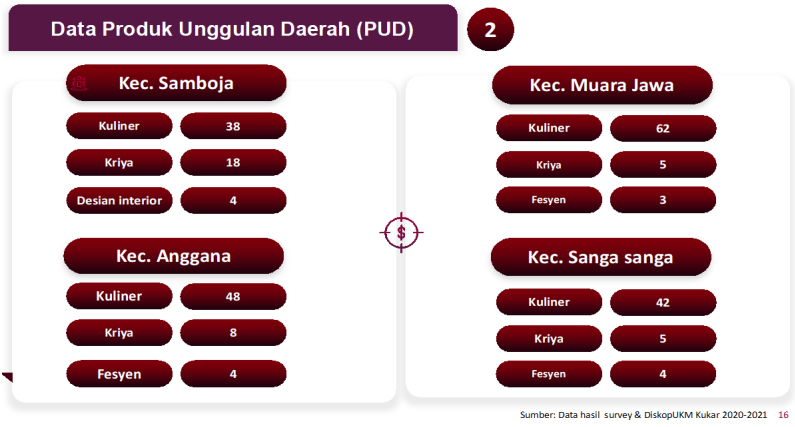 Data Produk Unggulan Daerah (PUD)
2
Kec. Samboja
Kuliner 38
Kriya 18
Desian interior 4
Kec. Anggana
Kuliner 48
Kriya 8
Fesyen 4
Kec. Muara Jawa
Kuliner 62
Kriya 5
Fesyen 3
Kec. Sanga sanga
Kuliner 42
Kriya 5
Fesyen 4
$
Sumber: Data hasil survey & DiskopUKM Kukar 2020-2021 16